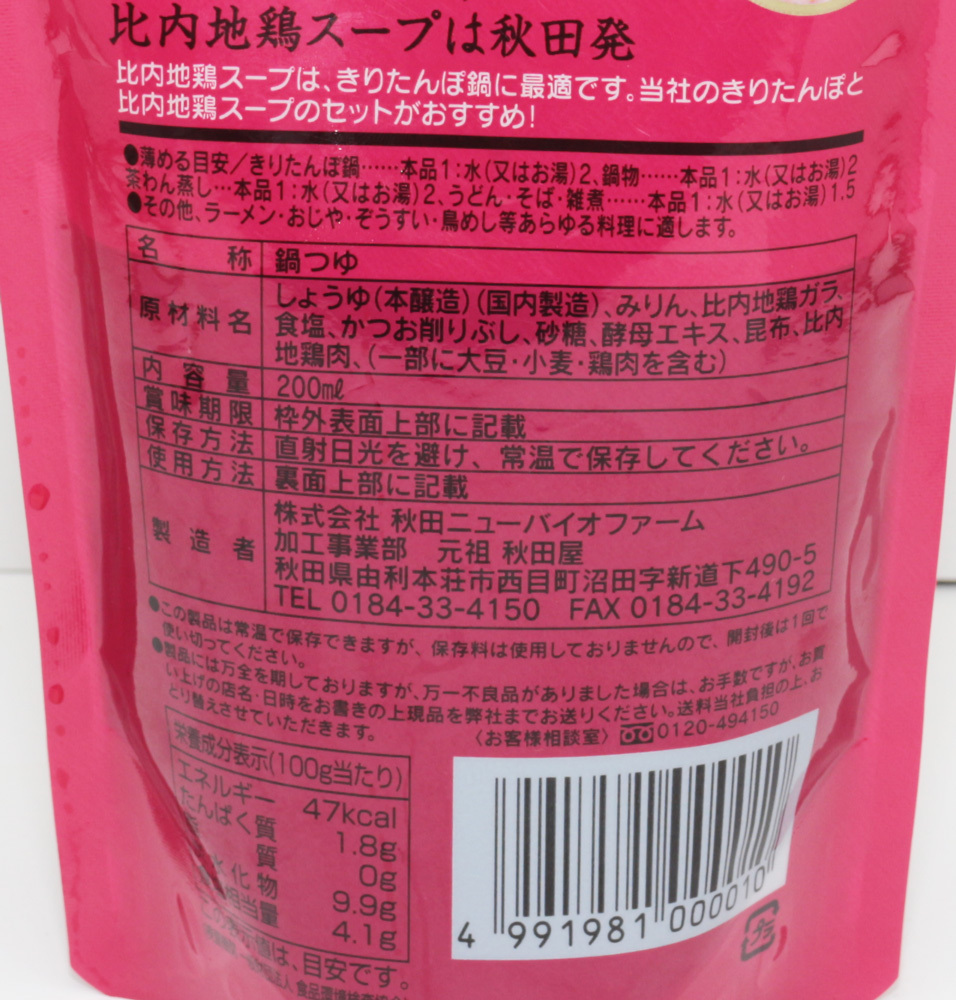 比内地鶏スープは秋田発
比内地鶏スープは、きりたんぽ鍋に最適です。当社のきりたんぽと
比内地鶏スープのセットがおすすめ!
●薄める目安/きりたんぽ鍋……本品1:水(又はお湯)2、鍋物……本品1:水(又はお湯)2
茶わん蒸し…本品1:水(又はお湯)2、うどん・そば・雑煮……本品1:水(又はお湯)1.5
●その他、ラーメン・おじや・ぞうすい・鳥めし等あらゆる料理に適します。
名称 鍋つゆ
原材料名 しょうゆ(本醸造)(国内製造)、みりん、比内地鶏ガラ、
食塩、かつお削りぶし、砂糖、酵母エキス、昆布、比内
地鶏肉、(一部に大豆・小麦・鶏肉を含む)
内容量 200㎖
賞味期限 枠外表面上部に記載
保存方法 直射日光を避け、常温で保存してください。
使用方法 裏面上部に記載
製造者 株式会社 秋田ニューバイオファーム
加工事業部 元祖 秋田屋
秋田県由利本荘市西目町沼田字新道下490-5
TEL 0184-33-4150 FAX 0184-33-4192
●この製品は常温で保存できますが、保存料は使用しておりませんので、開封後は1回で
使い切ってください。
●製品には万全を期しておりますが、万一不良品がありました場合は、お手数ですが、お買
い上げの店名・日時をお書きの上現品を弊社までお送りください。送料当社負担の上、お
とり替えさせていただきます。
〈お客様相談室〉 0120-494150
栄養成分表示(100g当たり)
エネルギー 47kcal
たんぱく質 1.8g
質 0g
水化物 9.9g
相当量 4.1g
この表示値は、目安です。
4 991981 000010
プラ